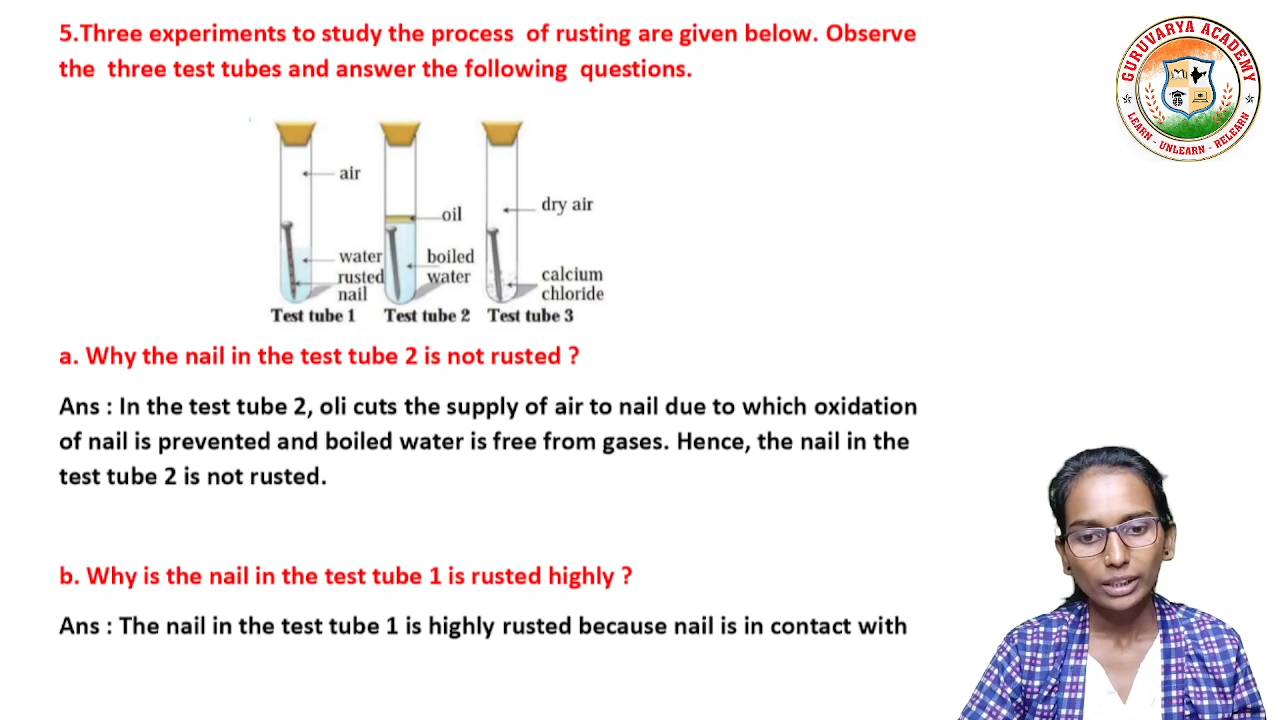 5.Three experiments to study the process of rusting are given below. Observe
the three test tubes and answer the following questions.
GURUVARYA ACADEMY
LEARN - UNLEARN - RELEARN
air
oil
dry air
water
rusted
nail
boiled
water
calcium
chloride
Test tube 1
Test tube 2
Test tube 3
a. Why the nail in the test tube 2 is not rusted ?
Ans : In the test tube 2, oli cuts the supply of air to nail due to which oxidation
of nail is prevented and boiled water is free from gases. Hence, the nail in the
test tube 2 is not rusted.
b. Why is the nail in the test tube 1 is rusted highly ?
Ans : The nail in the test tube 1 is highly rusted because nail is in contact with